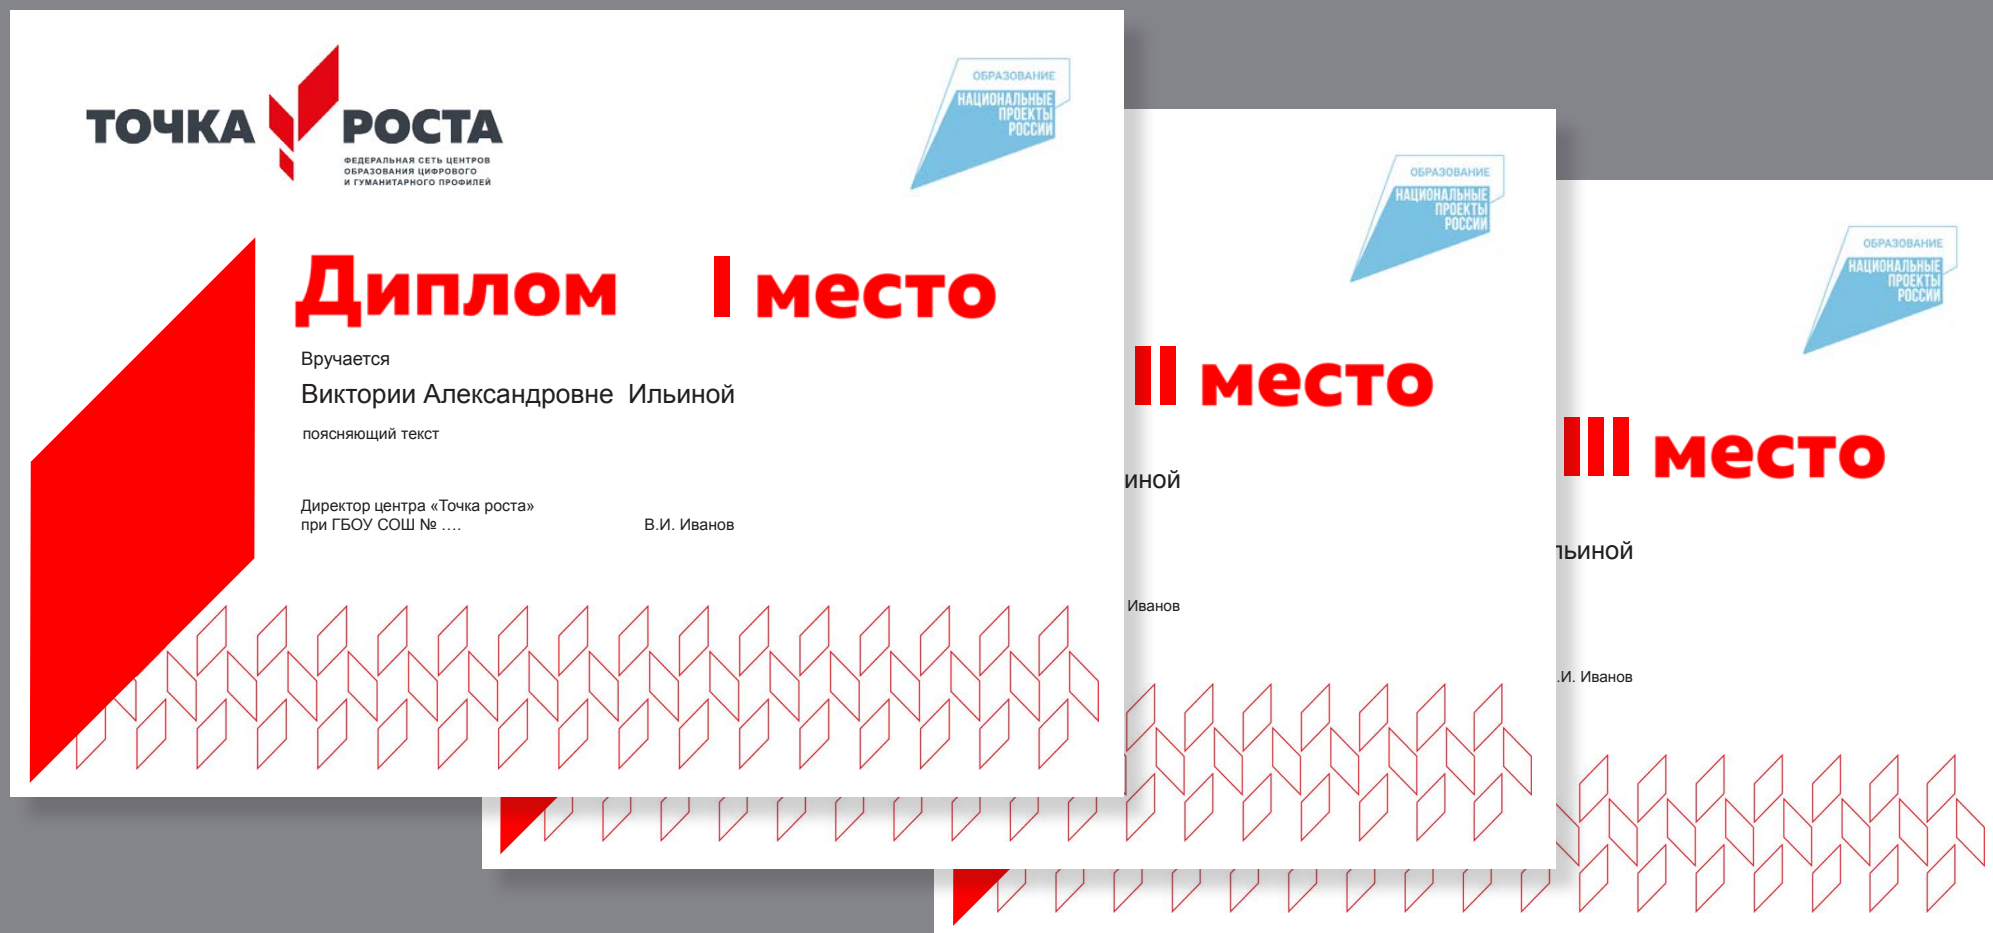 ТОЧКА РОСТА
ФЕДЕРАЛЬНАЯ СЕТЬ ЦЕНТРОВ
ОБРАЗОВАНИЯ ЦИФРОВОГО
И ГУМАНИТАРНОГО ПРОФИЛЕЙ
ОБРАЗОВАНИЕ
НАЦИОНАЛЬНЫЕ
ПРОЕКТЫ
РОССИИ
Диплом I место
Вручается
Виктории Александровне Ильиной
поясняющий текст
Директор центра «Точка роста»
при ГБОУ СОШ № .... В.И. Иванов
ОБРАЗОВАНИЕ
НАЦИОНАЛЬНЫЕ
ПРОЕКТЫ
РОССИИ
II место
иной
Иванов
ОБРАЗОВАНИЕ
НАЦИОНАЛЬНЫЕ
ПРОЕКТЫ
РОССИИ
III место
льиной
.И. Иванов